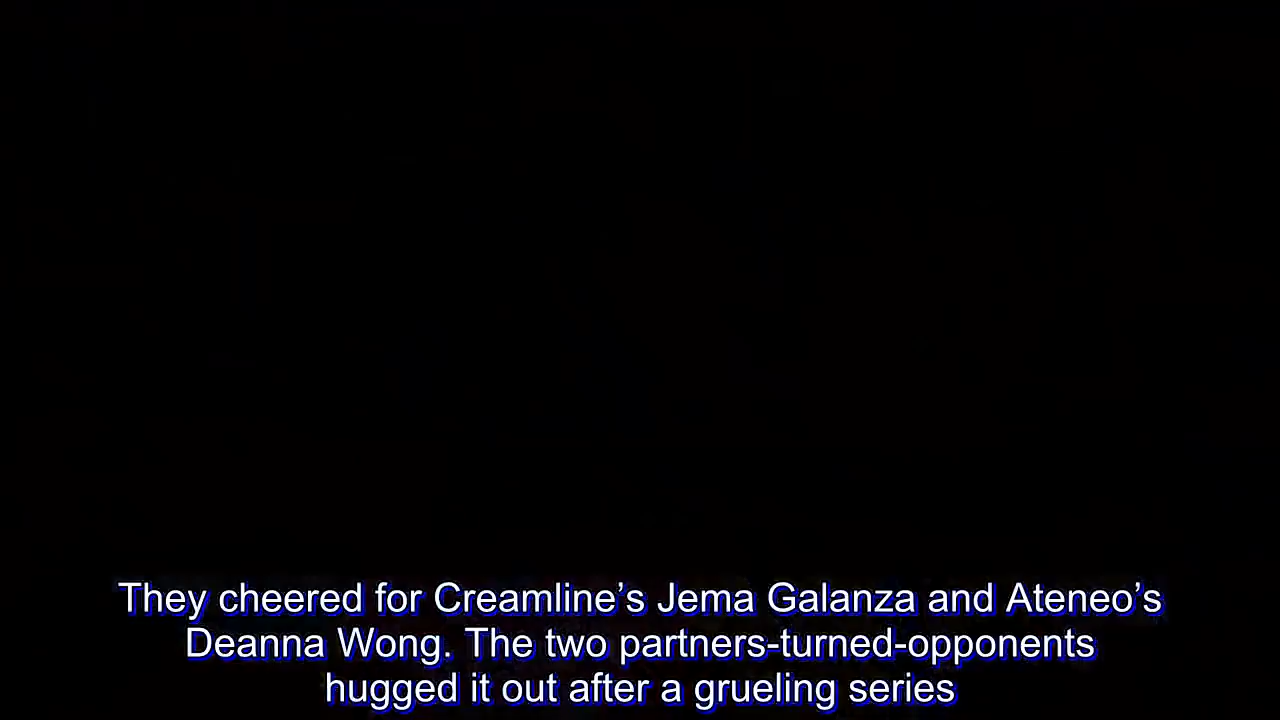 They cheered for Creamline’s Jema Galanza and Ateneo’s
Deanna Wong. The two partners-turned-opponents
hugged it out after a grueling series